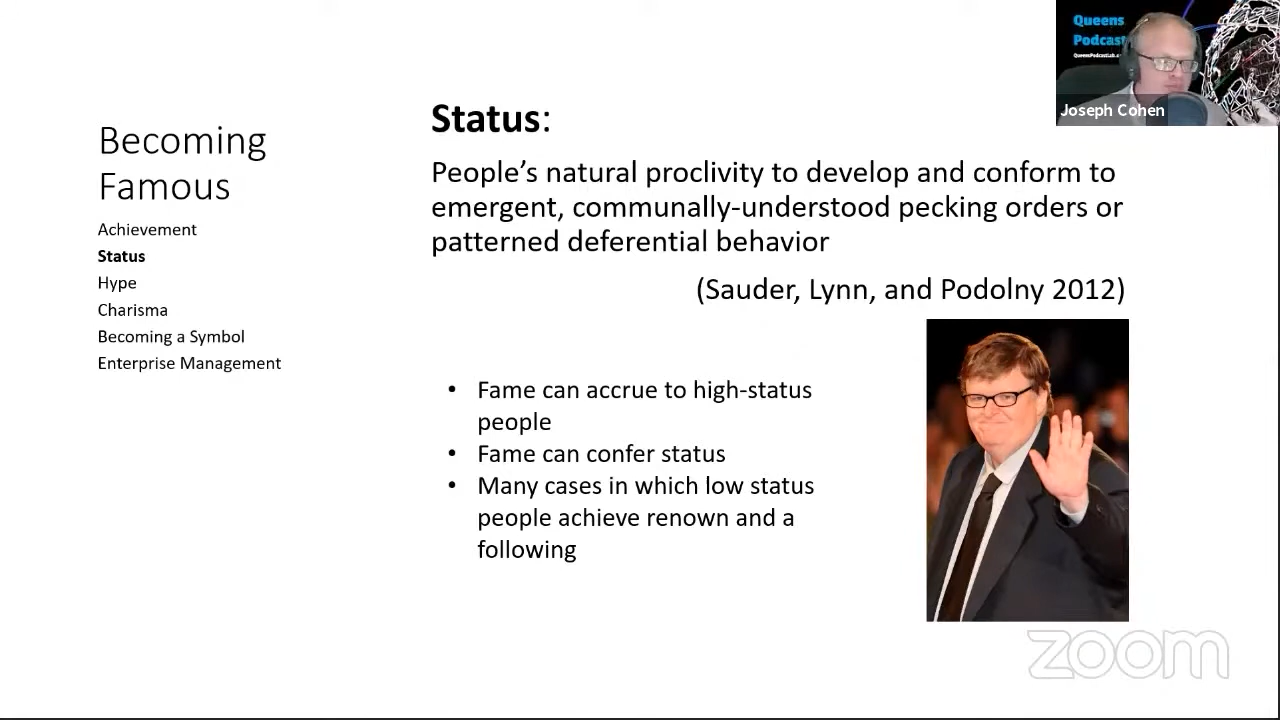 Queens
Podcast
Joseph Cohen
Becoming
Famous
Achievement
Status
Hype
Charisma
Becoming a Symbol
Enterprise Management
Status:
People’s natural proclivity to develop and conform to
emergent, communally-understood pecking orders or
patterned deferential behavior
(Sauder, Lynn, and Podolny 2012)
• Fame can accrue to high-status
people
• Fame can confer status
• Many cases in which low status
people achieve renown and a
following
zoom